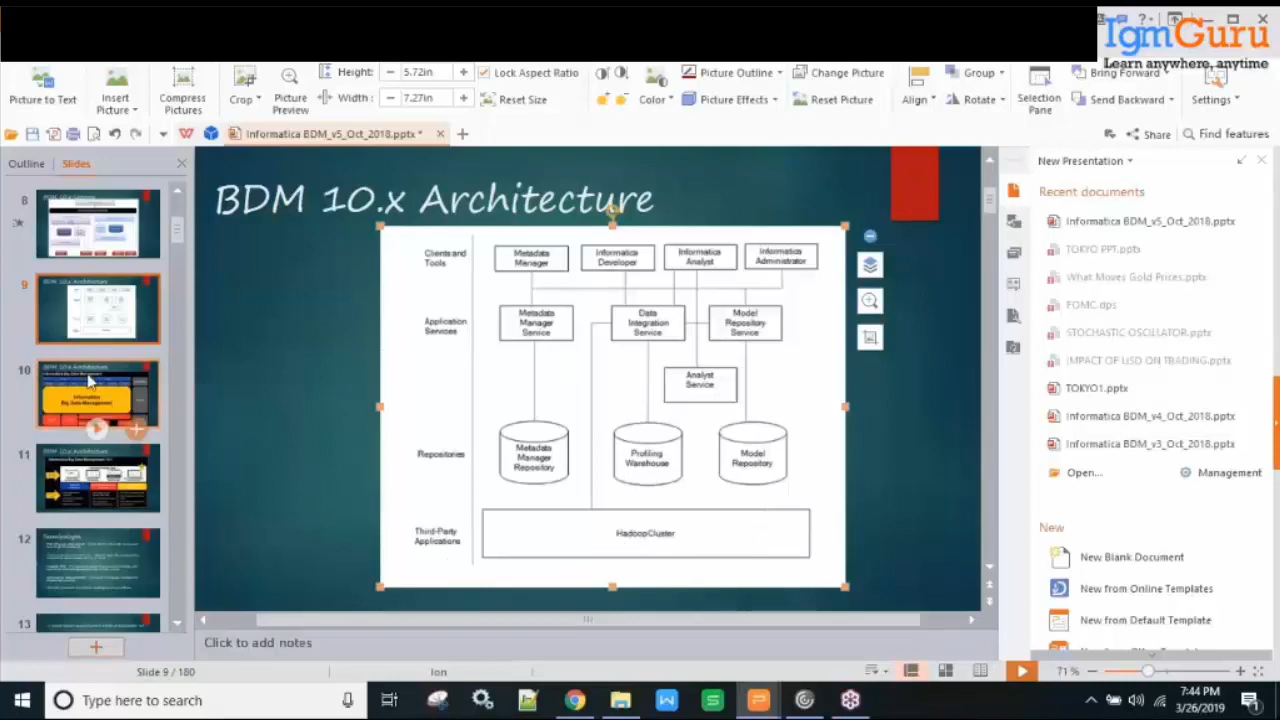 IgmGuru
Learn anywhere, anytime
Picture to Text
Insert Picture
Compress Pictures
Crop
Picture Preview
Height: 5.72in
Width: 7.27in
Lock Aspect Ratio
Reset Size
Color
Picture Outline
Picture Effects
Change Picture
Reset Picture
Align
Group
Rotate
Selection Pane
Bring Forward
Send Backward
Settings
Informatica BDM_v5_Oct_2018.pptx *
Share
Find features
Outline
Slides
8
9
10
11
12
13
BDM 10.x Architecture
Clients and Tools
Metadata Manager
Informatica Developer
Informatica Analyst
Informatica Administrator
Application Services
Metadata Manager Service
Data Integration Service
Model Repository Service
Analyst Service
Repositories
Metadata Manager Repository
Profiling Warehouse
Model Repository
Third-Party Applications
Hadoop Cluster
New Presentation
Recent documents
Informatica BDM_v5_Oct_2018.pptx
TOKYO PPT.pptx
What Moves Gold Prices.pptx
FOMC.dps
STOCHASTIC OSCILLATOR.pptx
IMPACT OF USD ON TRADING.pptx
TOKYO1.pptx
Informatica BDM_v4_Oct_2018.pptx
Informatica BDM_v3_Oct_2018.pptx
Open...
Management
New
New Blank Document
New from Online Templates
New from Default Template
Click to add notes
Slide 9 / 180
Ion
71 %
Type here to search
7:44 PM
3/26/2019